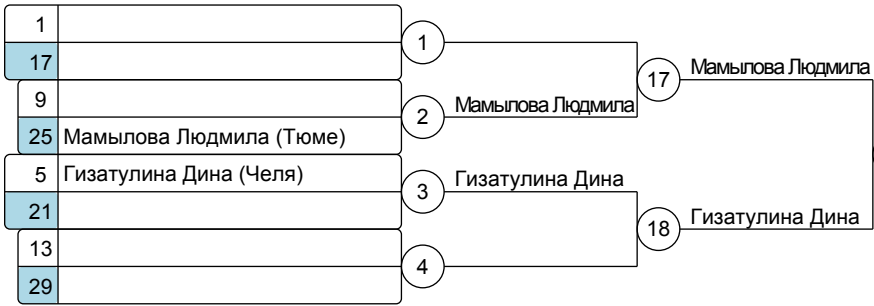 1
17
1
9
25 Мамылова Людмила (Тюме)
2 Мамылова Людмила
17 Мамылова Людмила
5 Гизатулина Дина (Челя)
21
3 Гизатулина Дина
13
29
4
18 Гизатулина Дина